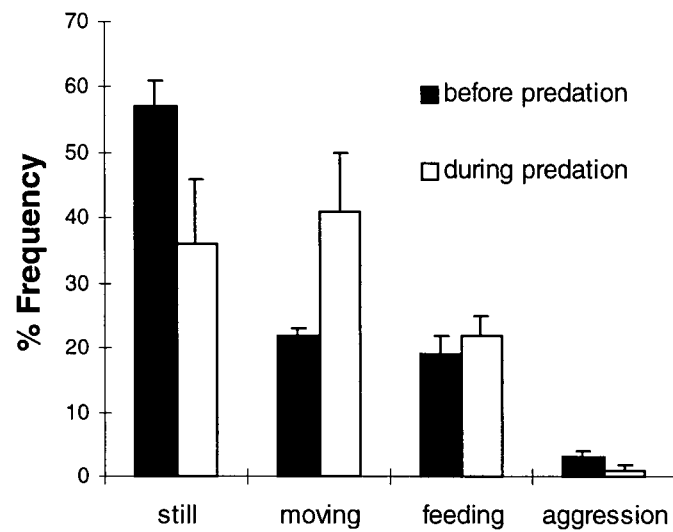 70
before predation
60
50
during predation
40
30
20
10
0
% Frequency
still moving feeding aggression